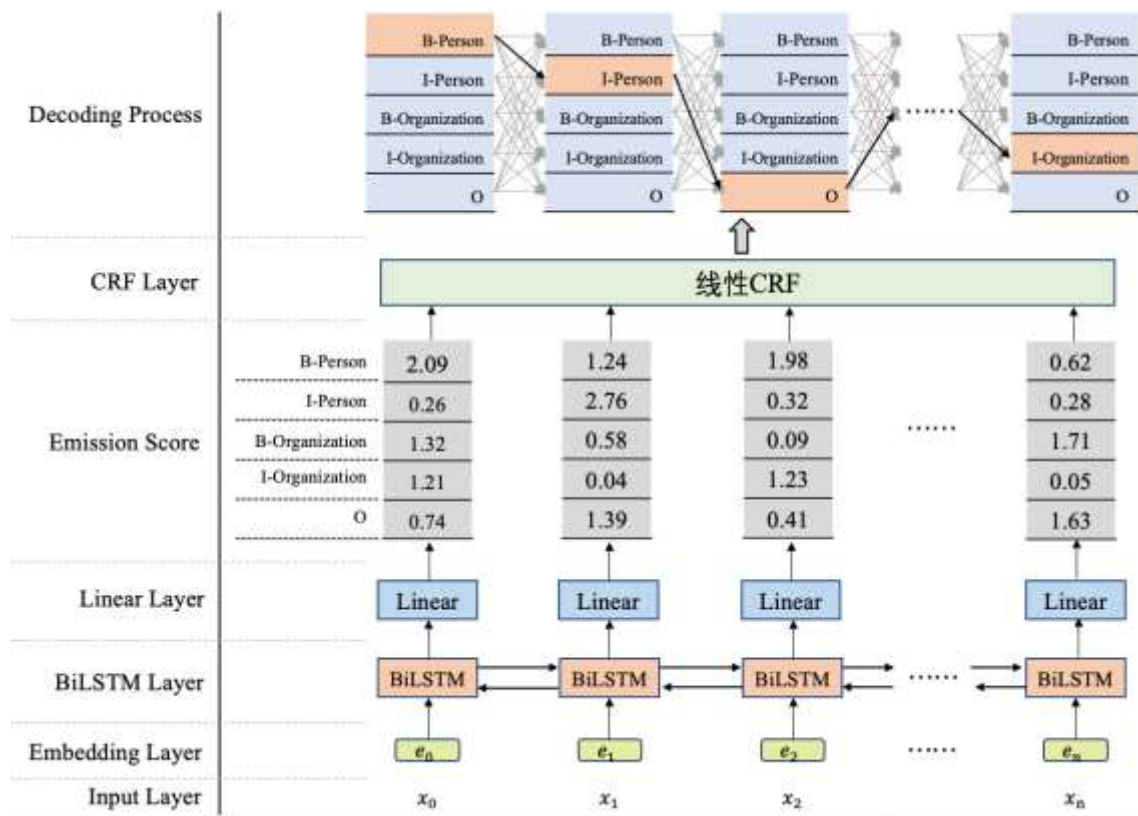 Decoding Process
B-Person B-Person B-Person B-Person
I-Person I-Person I-Person I-Person
B-Organization B-Organization B-Organization B-Organization
I-Organization I-Organization I-Organization I-Organization
O O O O
CRF Layer
线性CRF
Emission Score
B-Person 2.09 1.24 1.98 0.62
I-Person 0.26 2.76 0.32 0.28
B-Organization 1.32 0.58 0.09 1.71
I-Organization 1.21 0.04 1.23 0.05
O 0.74 1.39 0.41 1.63
Linear Layer Linear Linear Linear Linear
BiLSTM Layer BiLSTM BiLSTM BiLSTM ...... BiLSTM
Embedding Layer e₀ e₁ e₂ ...... eₙ
Input Layer x₀ x₁ x₂ xₙ